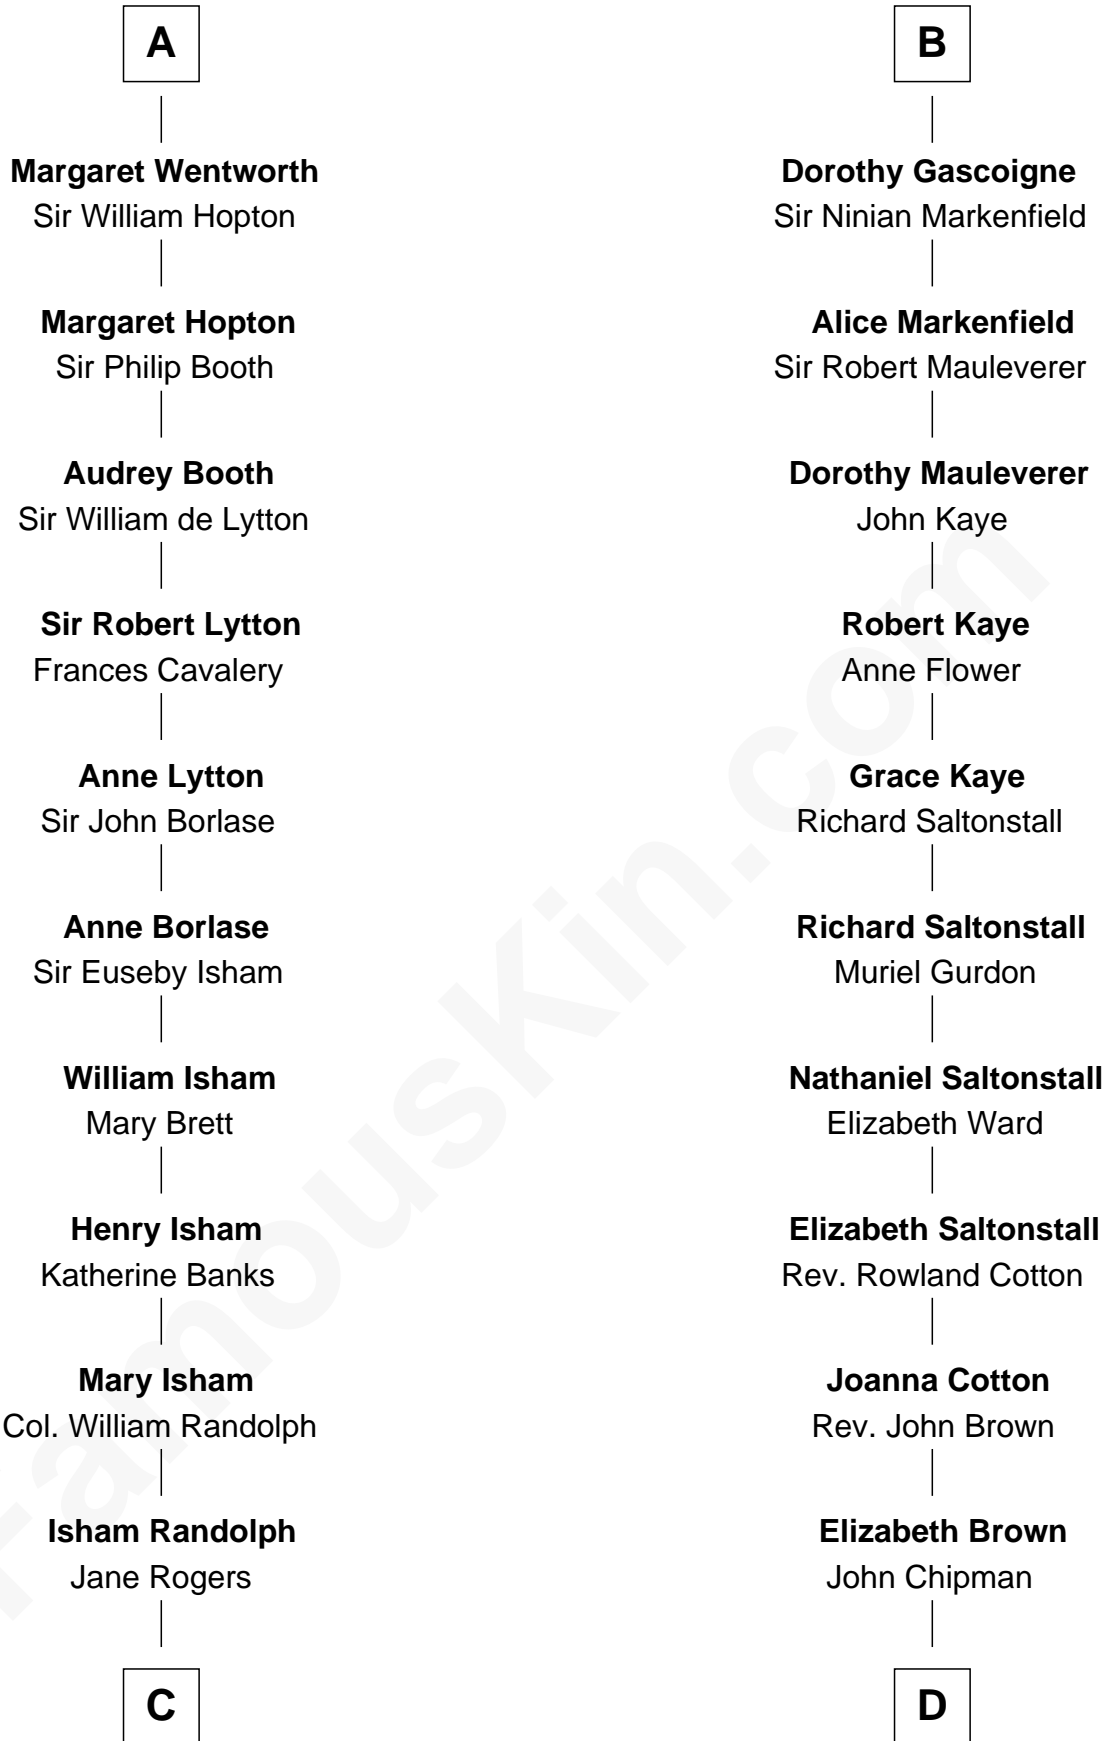 A
Margaret Wentworth
Sir William Hopton
Margaret Hopton
Sir Philip Booth
Audrey Booth
Sir William de Lytton
Sir Robert Lytton
Frances Cavalery
Anne Lytton
Sir John Borlase
Anne Borlase
Sir Euseby Isham
William Isham
Mary Brett
Henry Isham
Katherine Banks
Mary Isham
Col. William Randolph
Isham Randolph
Jane Rogers
C
B
Dorothy Gascoigne
Sir Ninian Markenfield
Alice Markenfield
Sir Robert Mauleverer
Dorothy Mauleverer
John Kaye
Robert Kaye
Anne Flower
Grace Kaye
Richard Saltonstall
Richard Saltonstall
Muriel Gurdon
Nathaniel Saltonstall
Elizabeth Ward
Elizabeth Saltonstall
Rev. Rowland Cotton
Joanna Cotton
Rev. John Brown
Elizabeth Brown
John Chipman
D
FamousKin.com